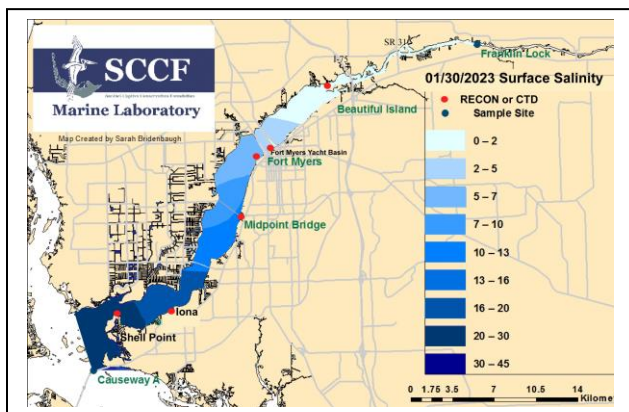 SCCF
Marine Laboratory
Map Created by Sarah Bridenbaugh
SR 31
Franklin Lock
01/30/2023 Surface Salinity
RECON or CTD
Sample Site
Beautiful Island
Fort Myers Yacht Basin
Fort Myers
Midpoint Bridge
Iona
Shell Point
Causeway A
0 – 2
2 – 5
5 – 7
7 – 10
10 – 13
13 – 16
16 – 20
20 – 30
30 – 45
0 1.75 3.5 7 10.5 14
Kilome